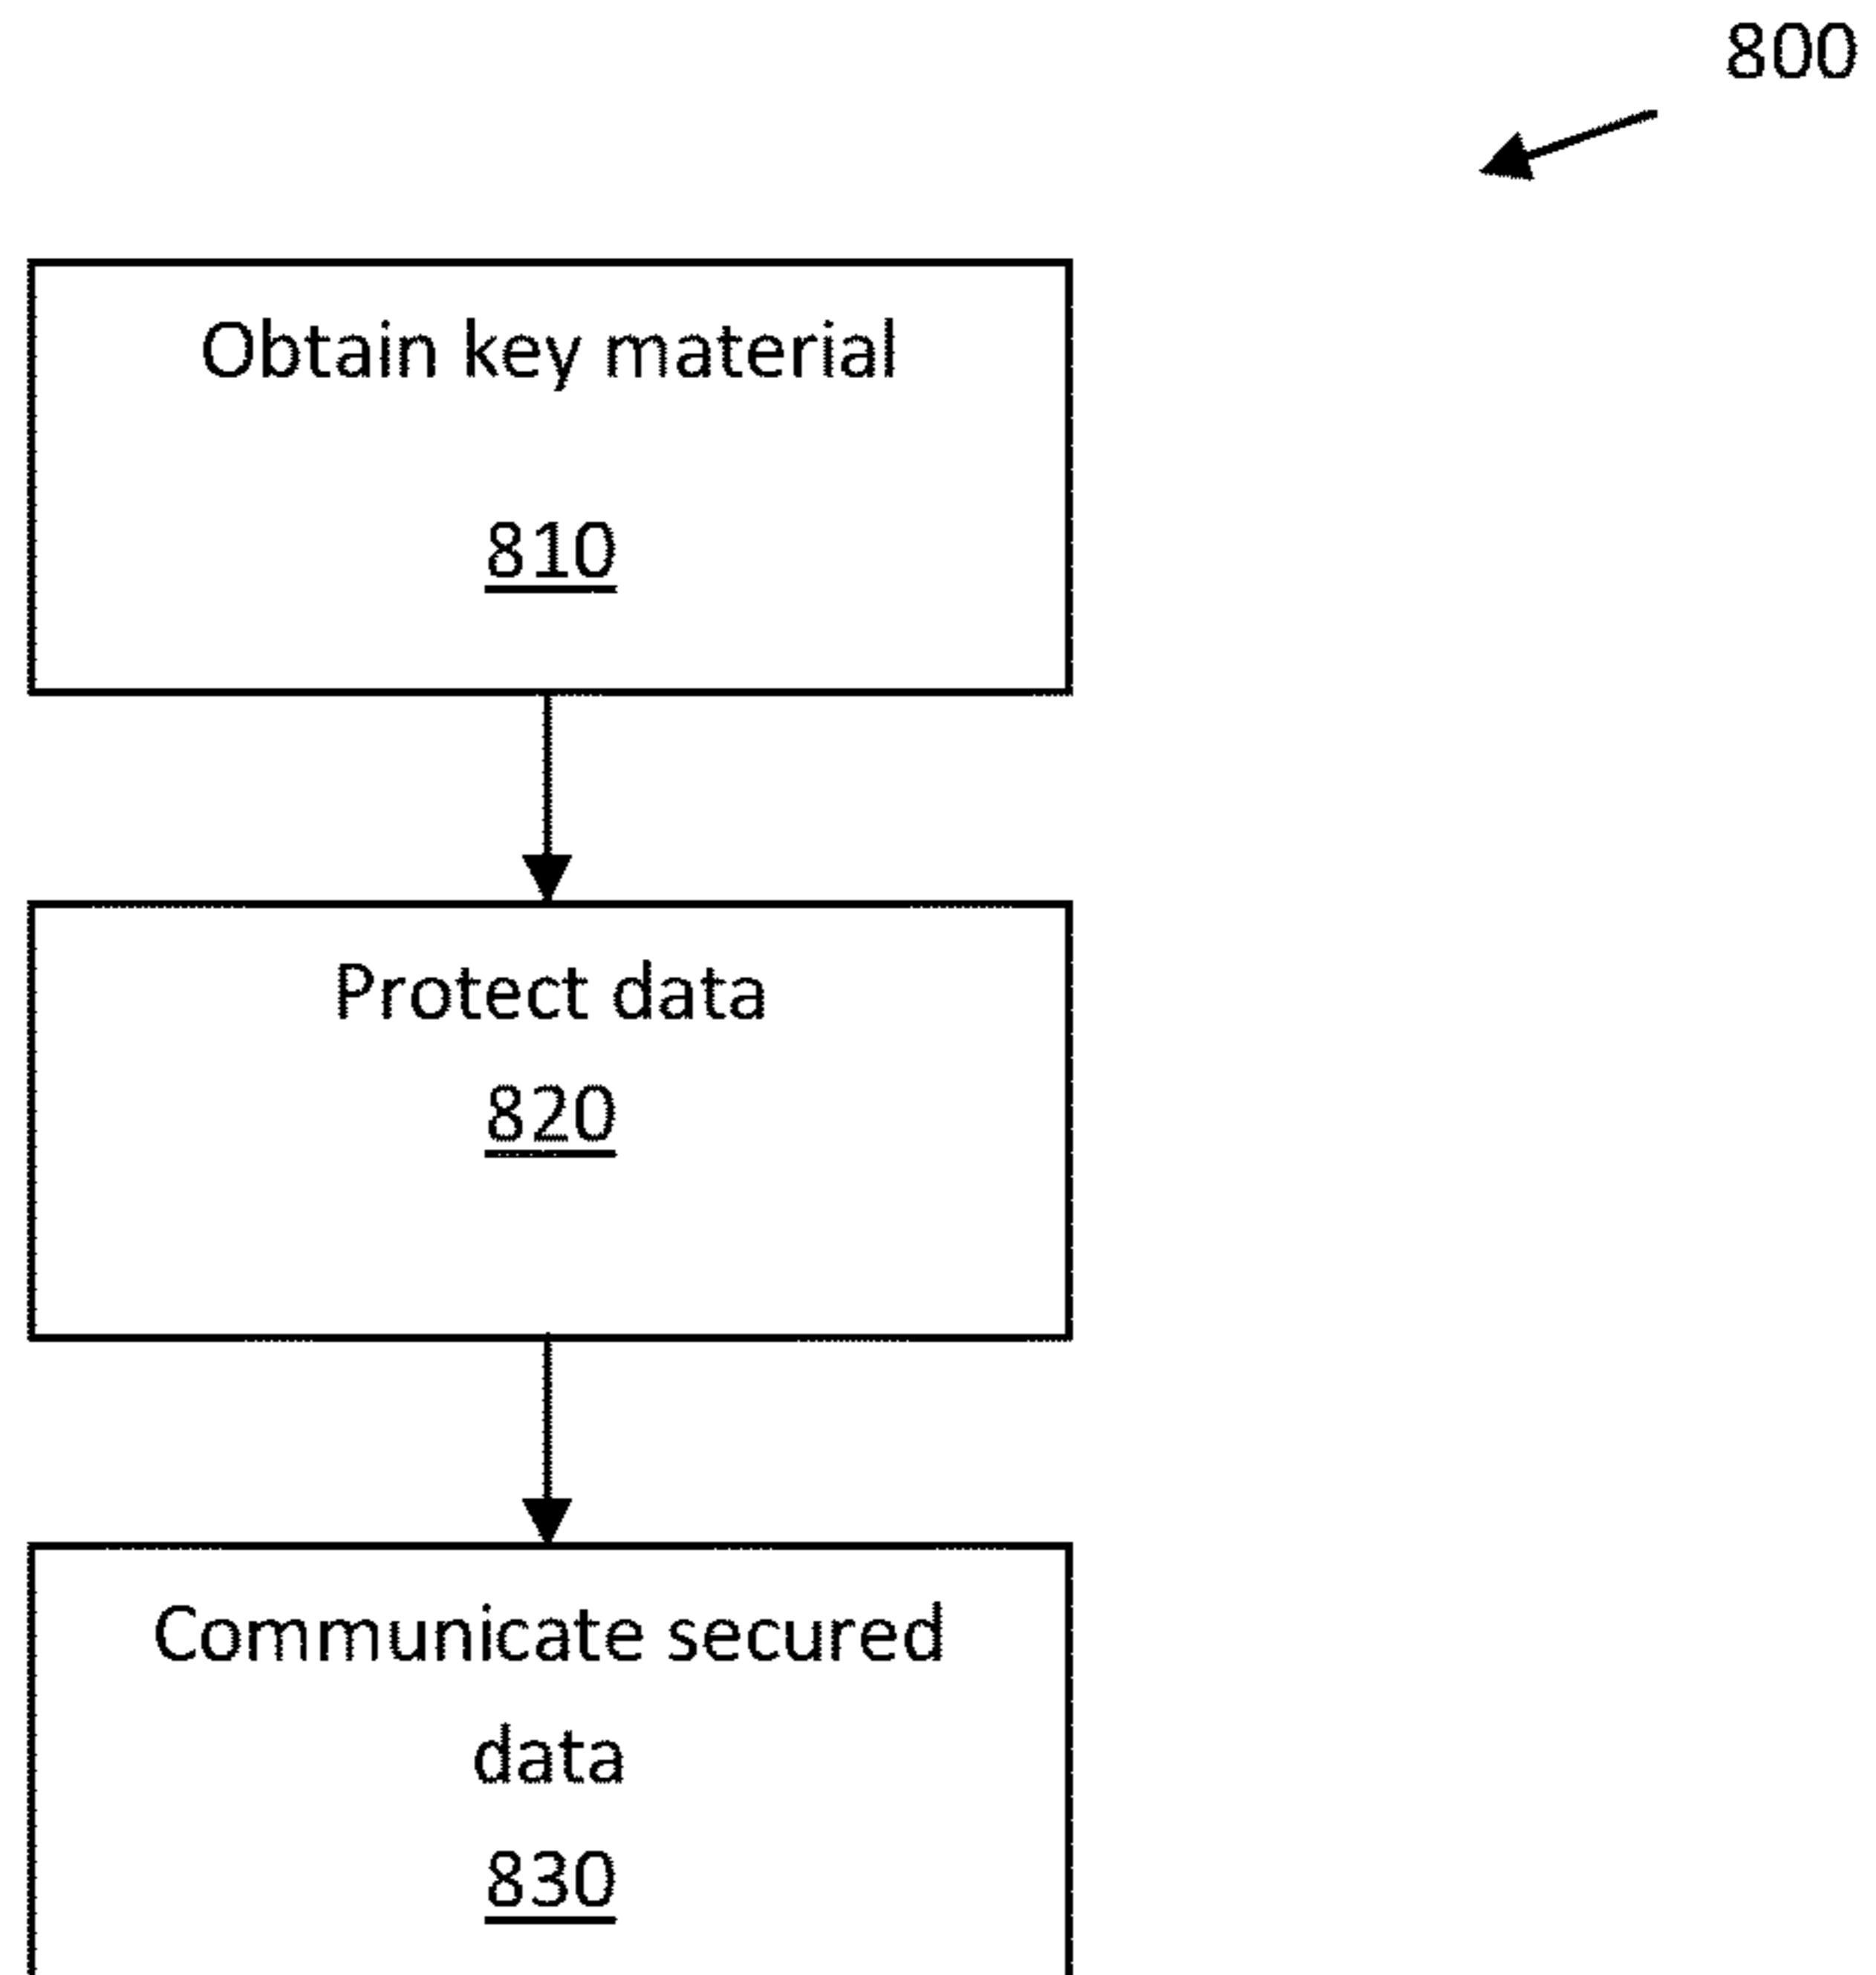 800
Obtain key material
810
Protect data
820
Communicate secured
data
830